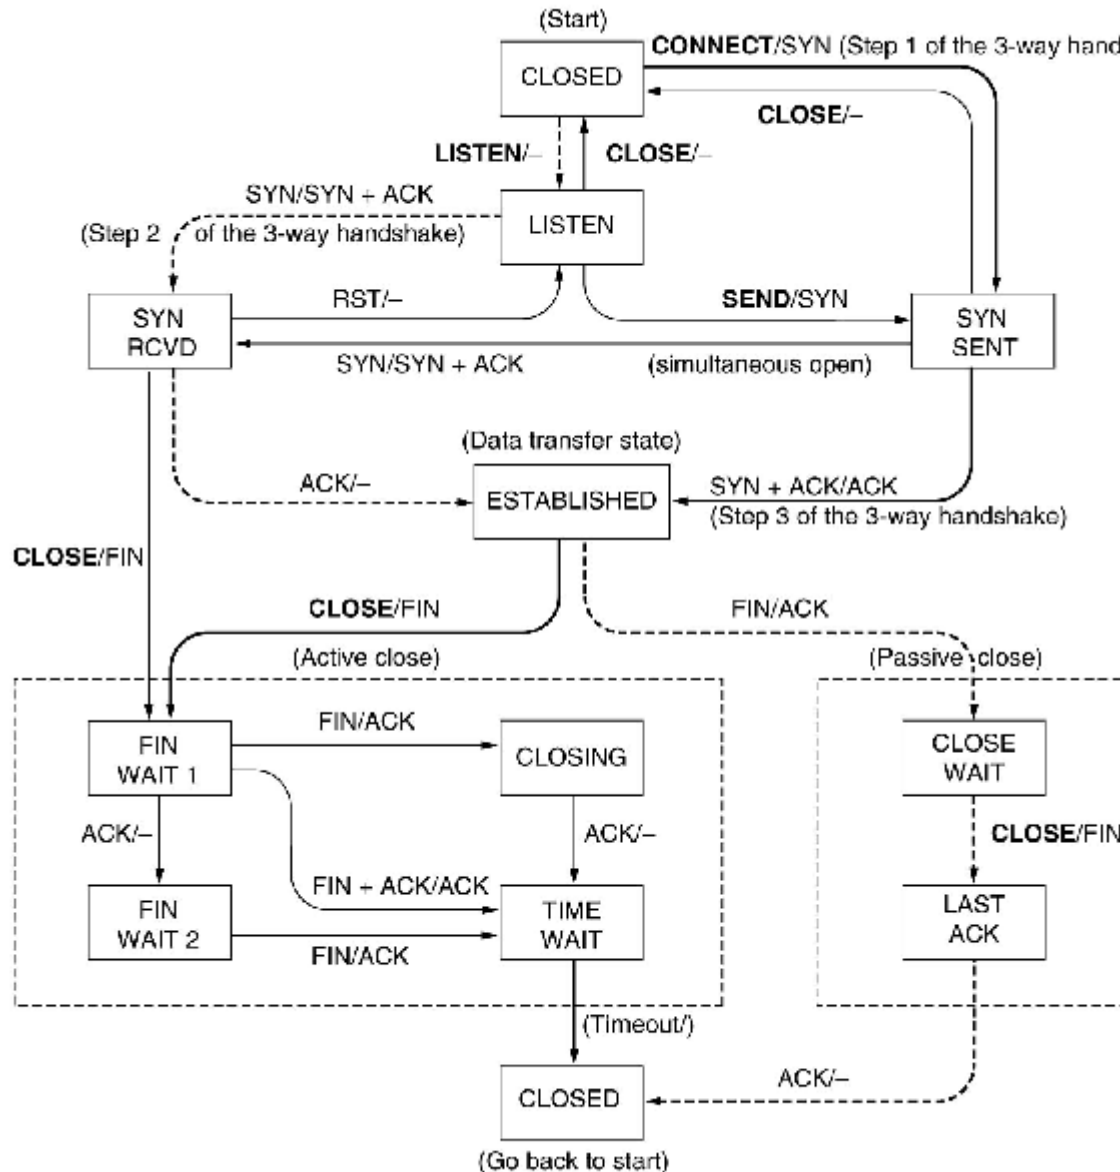 (Start)
CONNECT/SYN (Step 1 of the 3-way hand
CLOSED
CLOSE/–
LISTEN/–
CLOSE/–
SYN/SYN + ACK
LISTEN
(Step 2 of the 3-way handshake)
RST/–
SEND/SYN
SYN
RCVD
SYN
SENT
SYN/SYN + ACK
(simultaneous open)
(Data transfer state)
ACK/–
ESTABLISHED
SYN + ACK/ACK
(Step 3 of the 3-way handshake)
CLOSE/FIN
CLOSE/FIN
FIN/ACK
(Active close)
(Passive close)
FIN
WAIT 1
FIN/ACK
CLOSING
CLOSE
WAIT
ACK/–
ACK/–
CLOSE/FIN
FIN + ACK/ACK
FIN
WAIT 2
TIME
WAIT
LAST
ACK
FIN/ACK
(Timeout/)
CLOSED
ACK/–
(Go back to start)